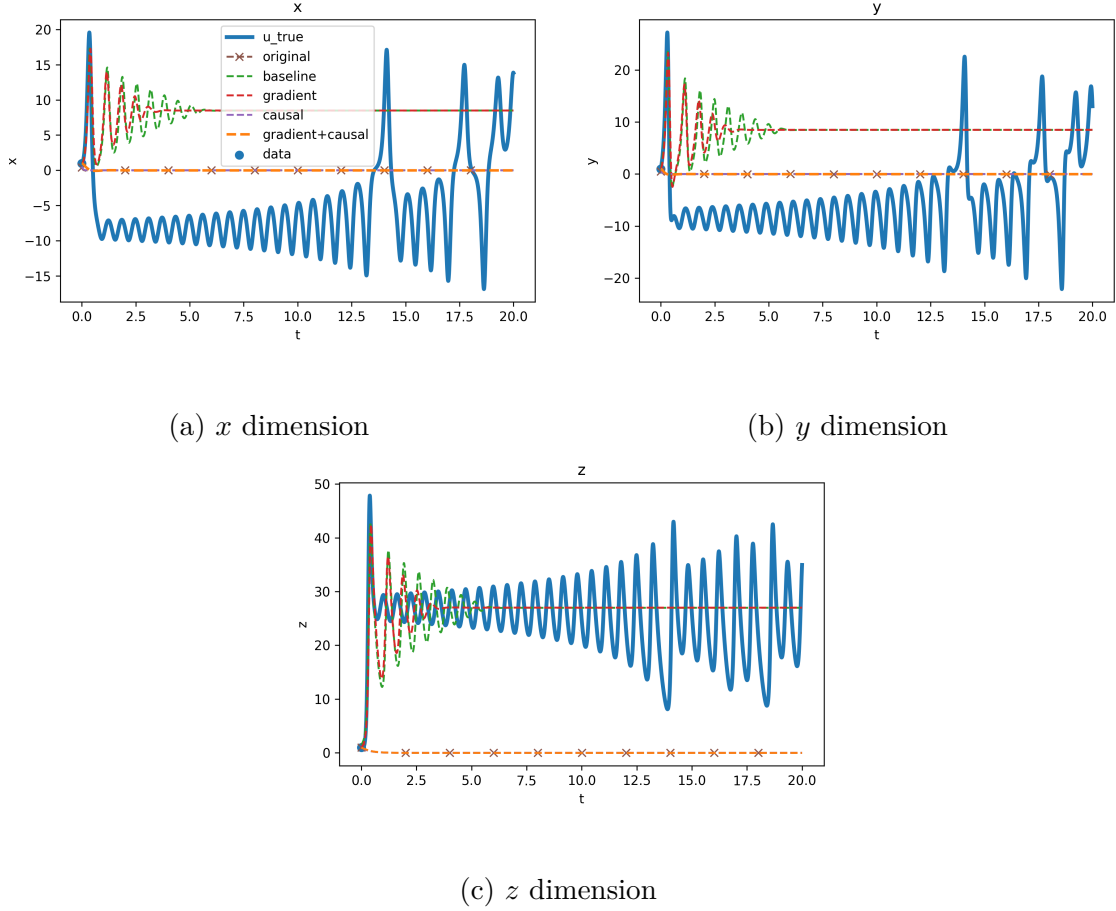 x
20
15
10
5
0
−5
−10
−15
x
0.0 2.5 5.0 7.5 10.0 12.5 15.0 17.5 20.0
t
u_true
original
baseline
gradient
causal
gradient+causal
data
y
20
10
0
−10
−20
y
0.0 2.5 5.0 7.5 10.0 12.5 15.0 17.5 20.0
t
(a) x dimension
(b) y dimension
z
50
40
30
20
10
0
z
0.0 2.5 5.0 7.5 10.0 12.5 15.0 17.5 20.0
t
(c) z dimension